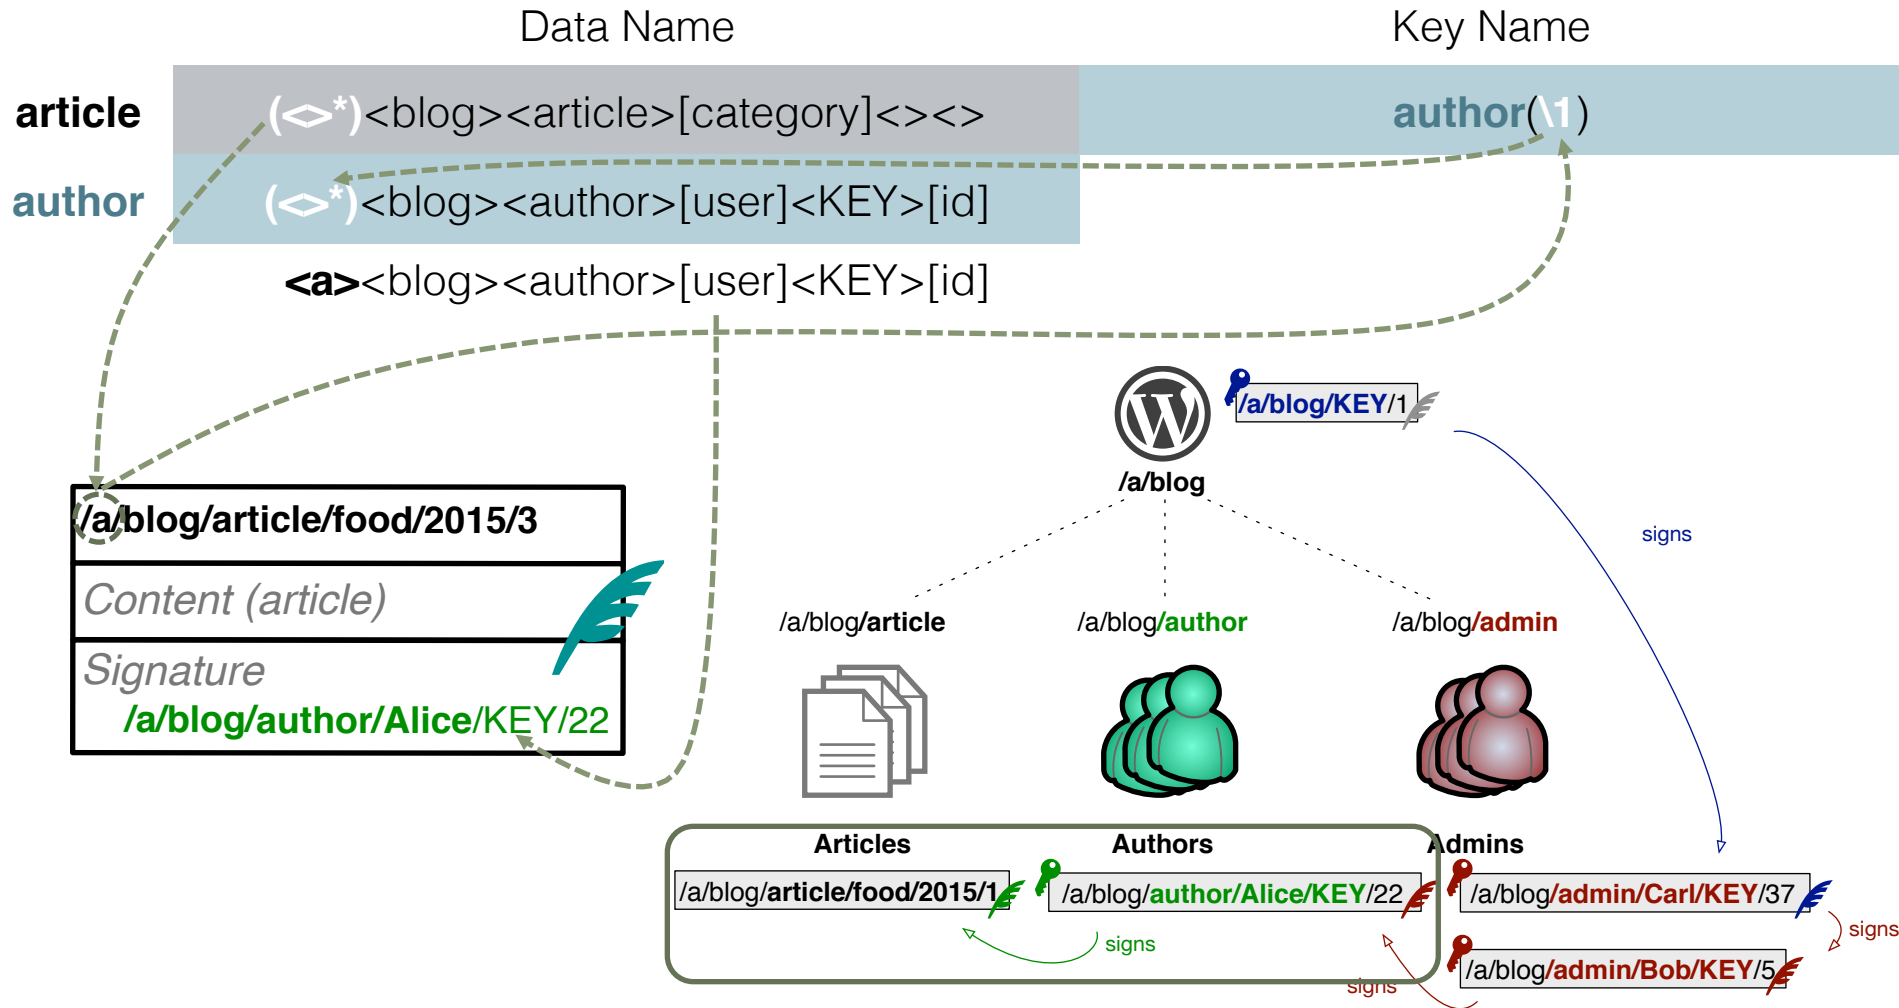 Data Name Key Name
article (<>*)<blog><article>[category]<><> author(\1)
author (<>*)<blog><author>[user]<KEY>[id]
<a><blog><author>[user]<KEY>[id]
/a/blog/KEY/1
/a/blog
/a/blog/article/food/2015/3
signs
Content (article)
/a/blog/article /a/blog/author /a/blog/admin
Signature
/a/blog/author/Alice/KEY/22
Articles Authors Admins
/a/blog/article/food/2015/1 /a/blog/author/Alice/KEY/22 /a/blog/admin/Carl/KEY/37
signs signs
/a/blog/admin/Bob/KEY/5
signs